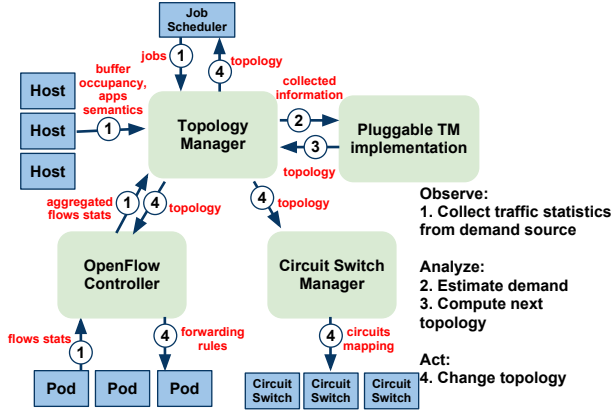 Job
Scheduler
jobs
1
4
topology
buffer
occupancy,
apps
semantics
collected
information
Host
Host
Host
1
Topology
Manager
2
3
Pluggable TM
implementation
topology
aggregated
flows stats
1
4
topology
4
topology
Observe:
1. Collect traffic statistics
from demand source
OpenFlow
Controller
Circuit Switch
Manager
Analyze:
2. Estimate demand
3. Compute next
topology
flows stats
1
4
forwarding
rules
4
circuits
mapping
Act:
4. Change topology
Pod
Pod
Pod
Circuit
Switch
Circuit
Switch
Circuit
Switch